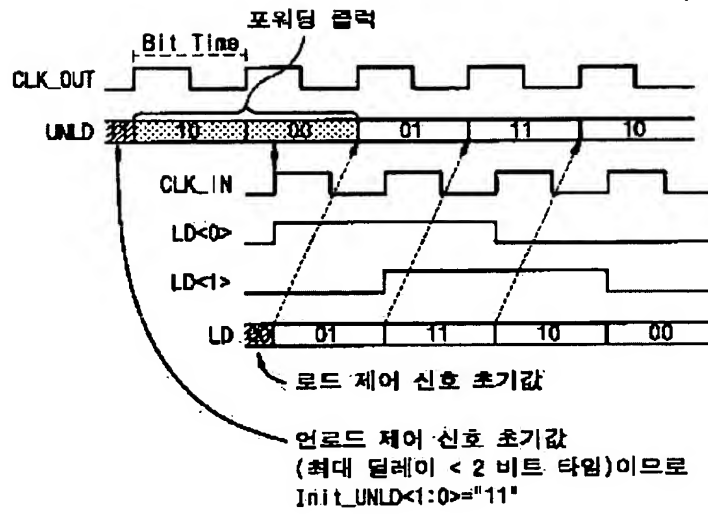 포워딩 클럭
Bit Time
CLK_OUT
UNLD 11 10 00 01 11 10
CLK_IN
LD<0>
LD<1>
LD 00 01 11 10 00
로드 제어 신호 초기값
언로드 제어 신호 초기값
(최대 딜레이 < 2 비트 타임)이므로
Init_UNLD<1:0>="11"